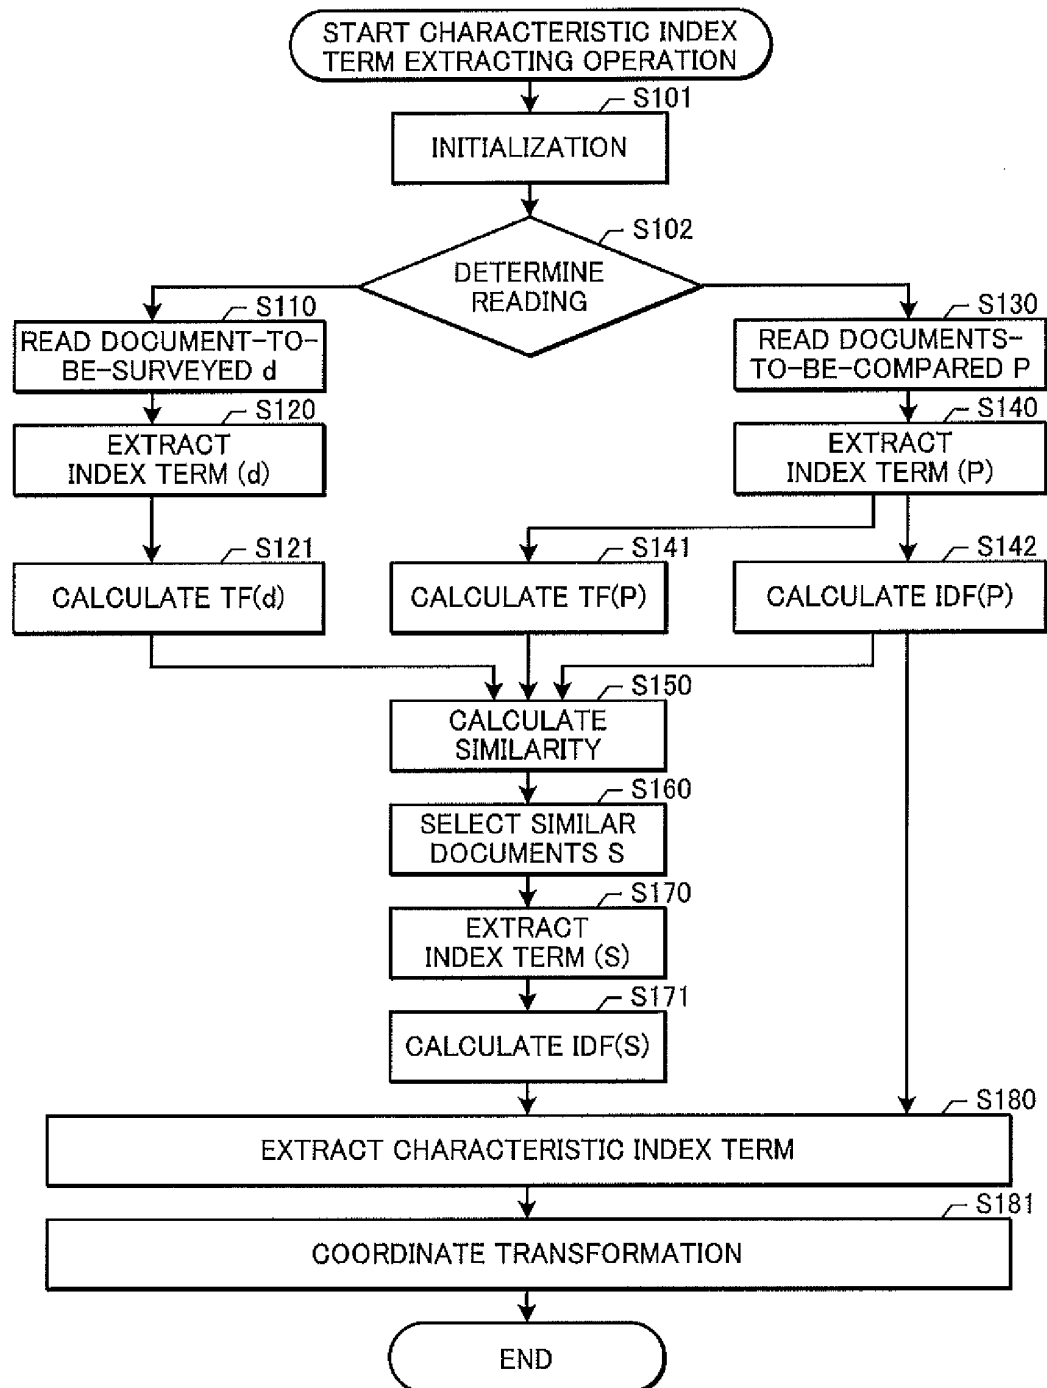 START CHARACTERISTIC INDEX
TERM EXTRACTING OPERATION
S101
INITIALIZATION
S102
DETERMINE
READING
S110
READ DOCUMENT-TO-
BE-SURVEYED d
S130
READ DOCUMENTS-
TO-BE-COMPARED P
S120
EXTRACT
INDEX TERM (d)
S140
EXTRACT
INDEX TERM (P)
S121
CALCULATE TF(d)
S141
CALCULATE TF(P)
S142
CALCULATE IDF(P)
S150
CALCULATE
SIMILARITY
S160
SELECT SIMILAR
DOCUMENTS S
S170
EXTRACT
INDEX TERM (S)
S171
CALCULATE IDF(S)
S180
EXTRACT CHARACTERISTIC INDEX TERM
S181
COORDINATE TRANSFORMATION
END